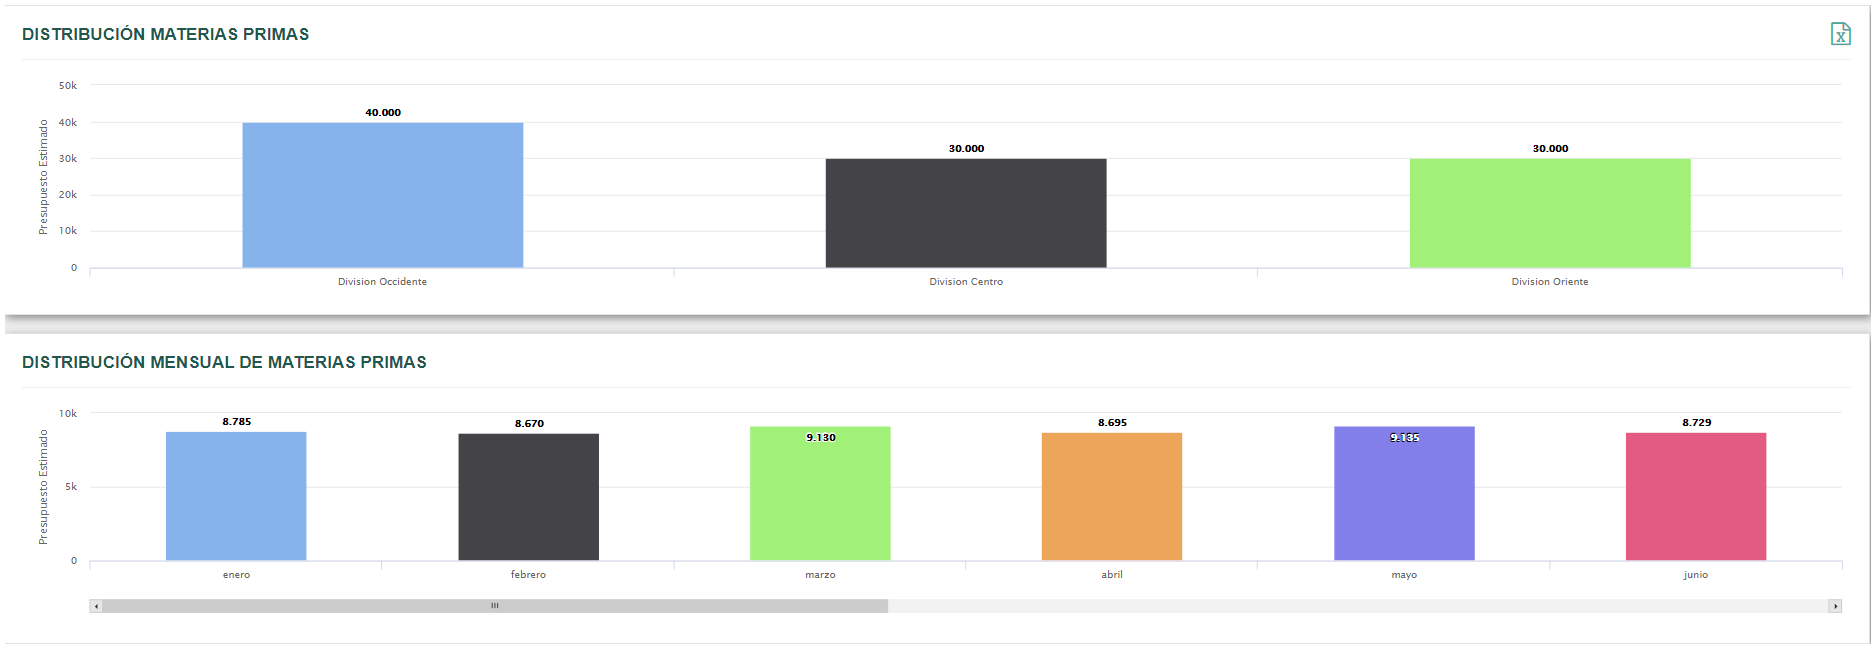 DISTRIBUCIÓN MATERIAS PRIMAS
Presupuesto Estimado
50k
40k
30k
20k
10k
0
40.000
30.000
30.000
Division Occidente
Division Centro
Division Oriente
DISTRIBUCIÓN MENSUAL DE MATERIAS PRIMAS
Presupuesto Estimado
10k
5k
0
8.785
8.670
9.130
8.695
9.135
8.729
enero
febrero
marzo
abril
mayo
junio